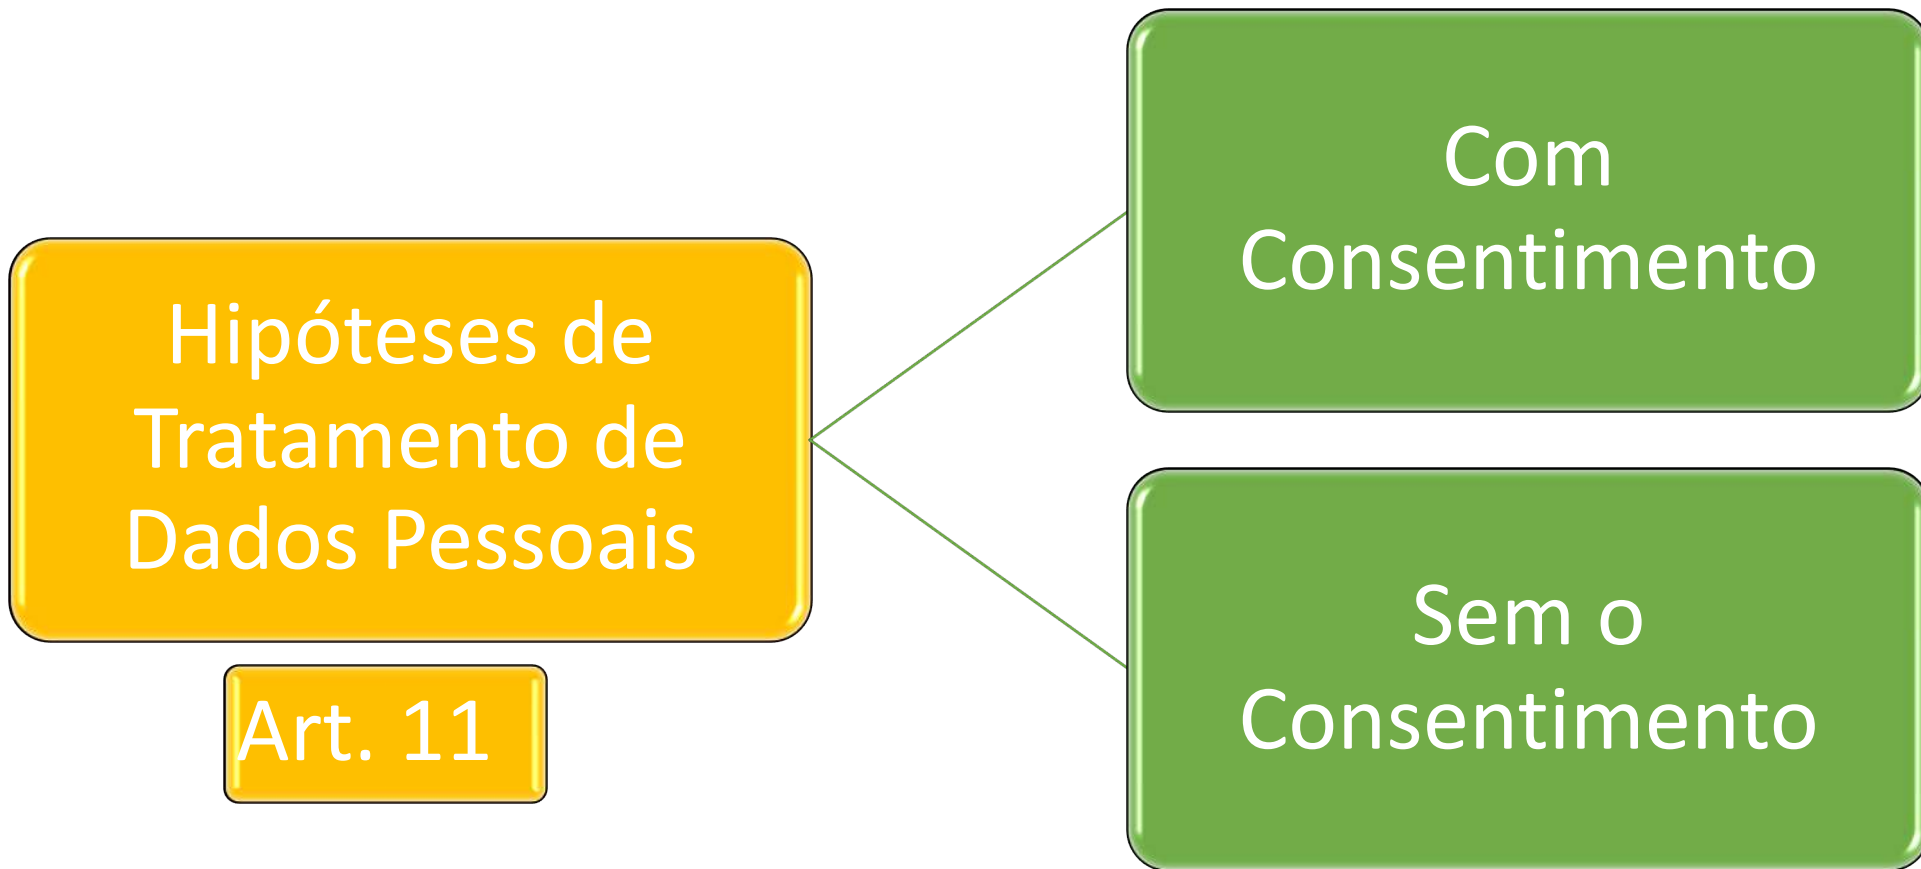 Hipóteses de
Tratamento de
Dados Pessoais
Art. 11
Com
Consentimento
Sem o
Consentimento